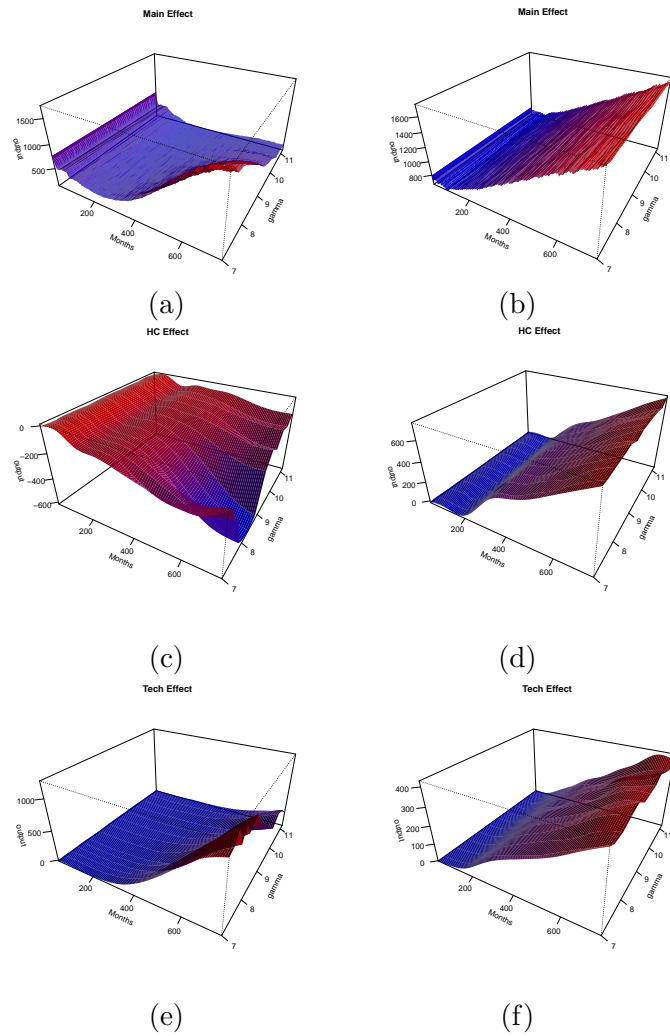 Main Effect
Main Effect
output
500
1000
1500
200
400
600
Months
7
8
9
10
11
gamma
output
800
1000
1200
1400
1600
200
400
600
Months
7
8
9
10
11
gamma
(a)
(b)
HC Effect
HC Effect
output
0
−200
−400
−600
200
400
600
Months
7
8
9
10
11
gamma
output
0
200
400
600
200
400
600
Months
7
8
9
10
11
gamma
(c)
(d)
Tech Effect
Tech Effect
output
0
500
1000
200
400
600
Months
7
8
9
10
11
gamma
output
0
100
200
300
400
200
400
600
Months
7
8
9
10
11
gamma
(e)
(f)